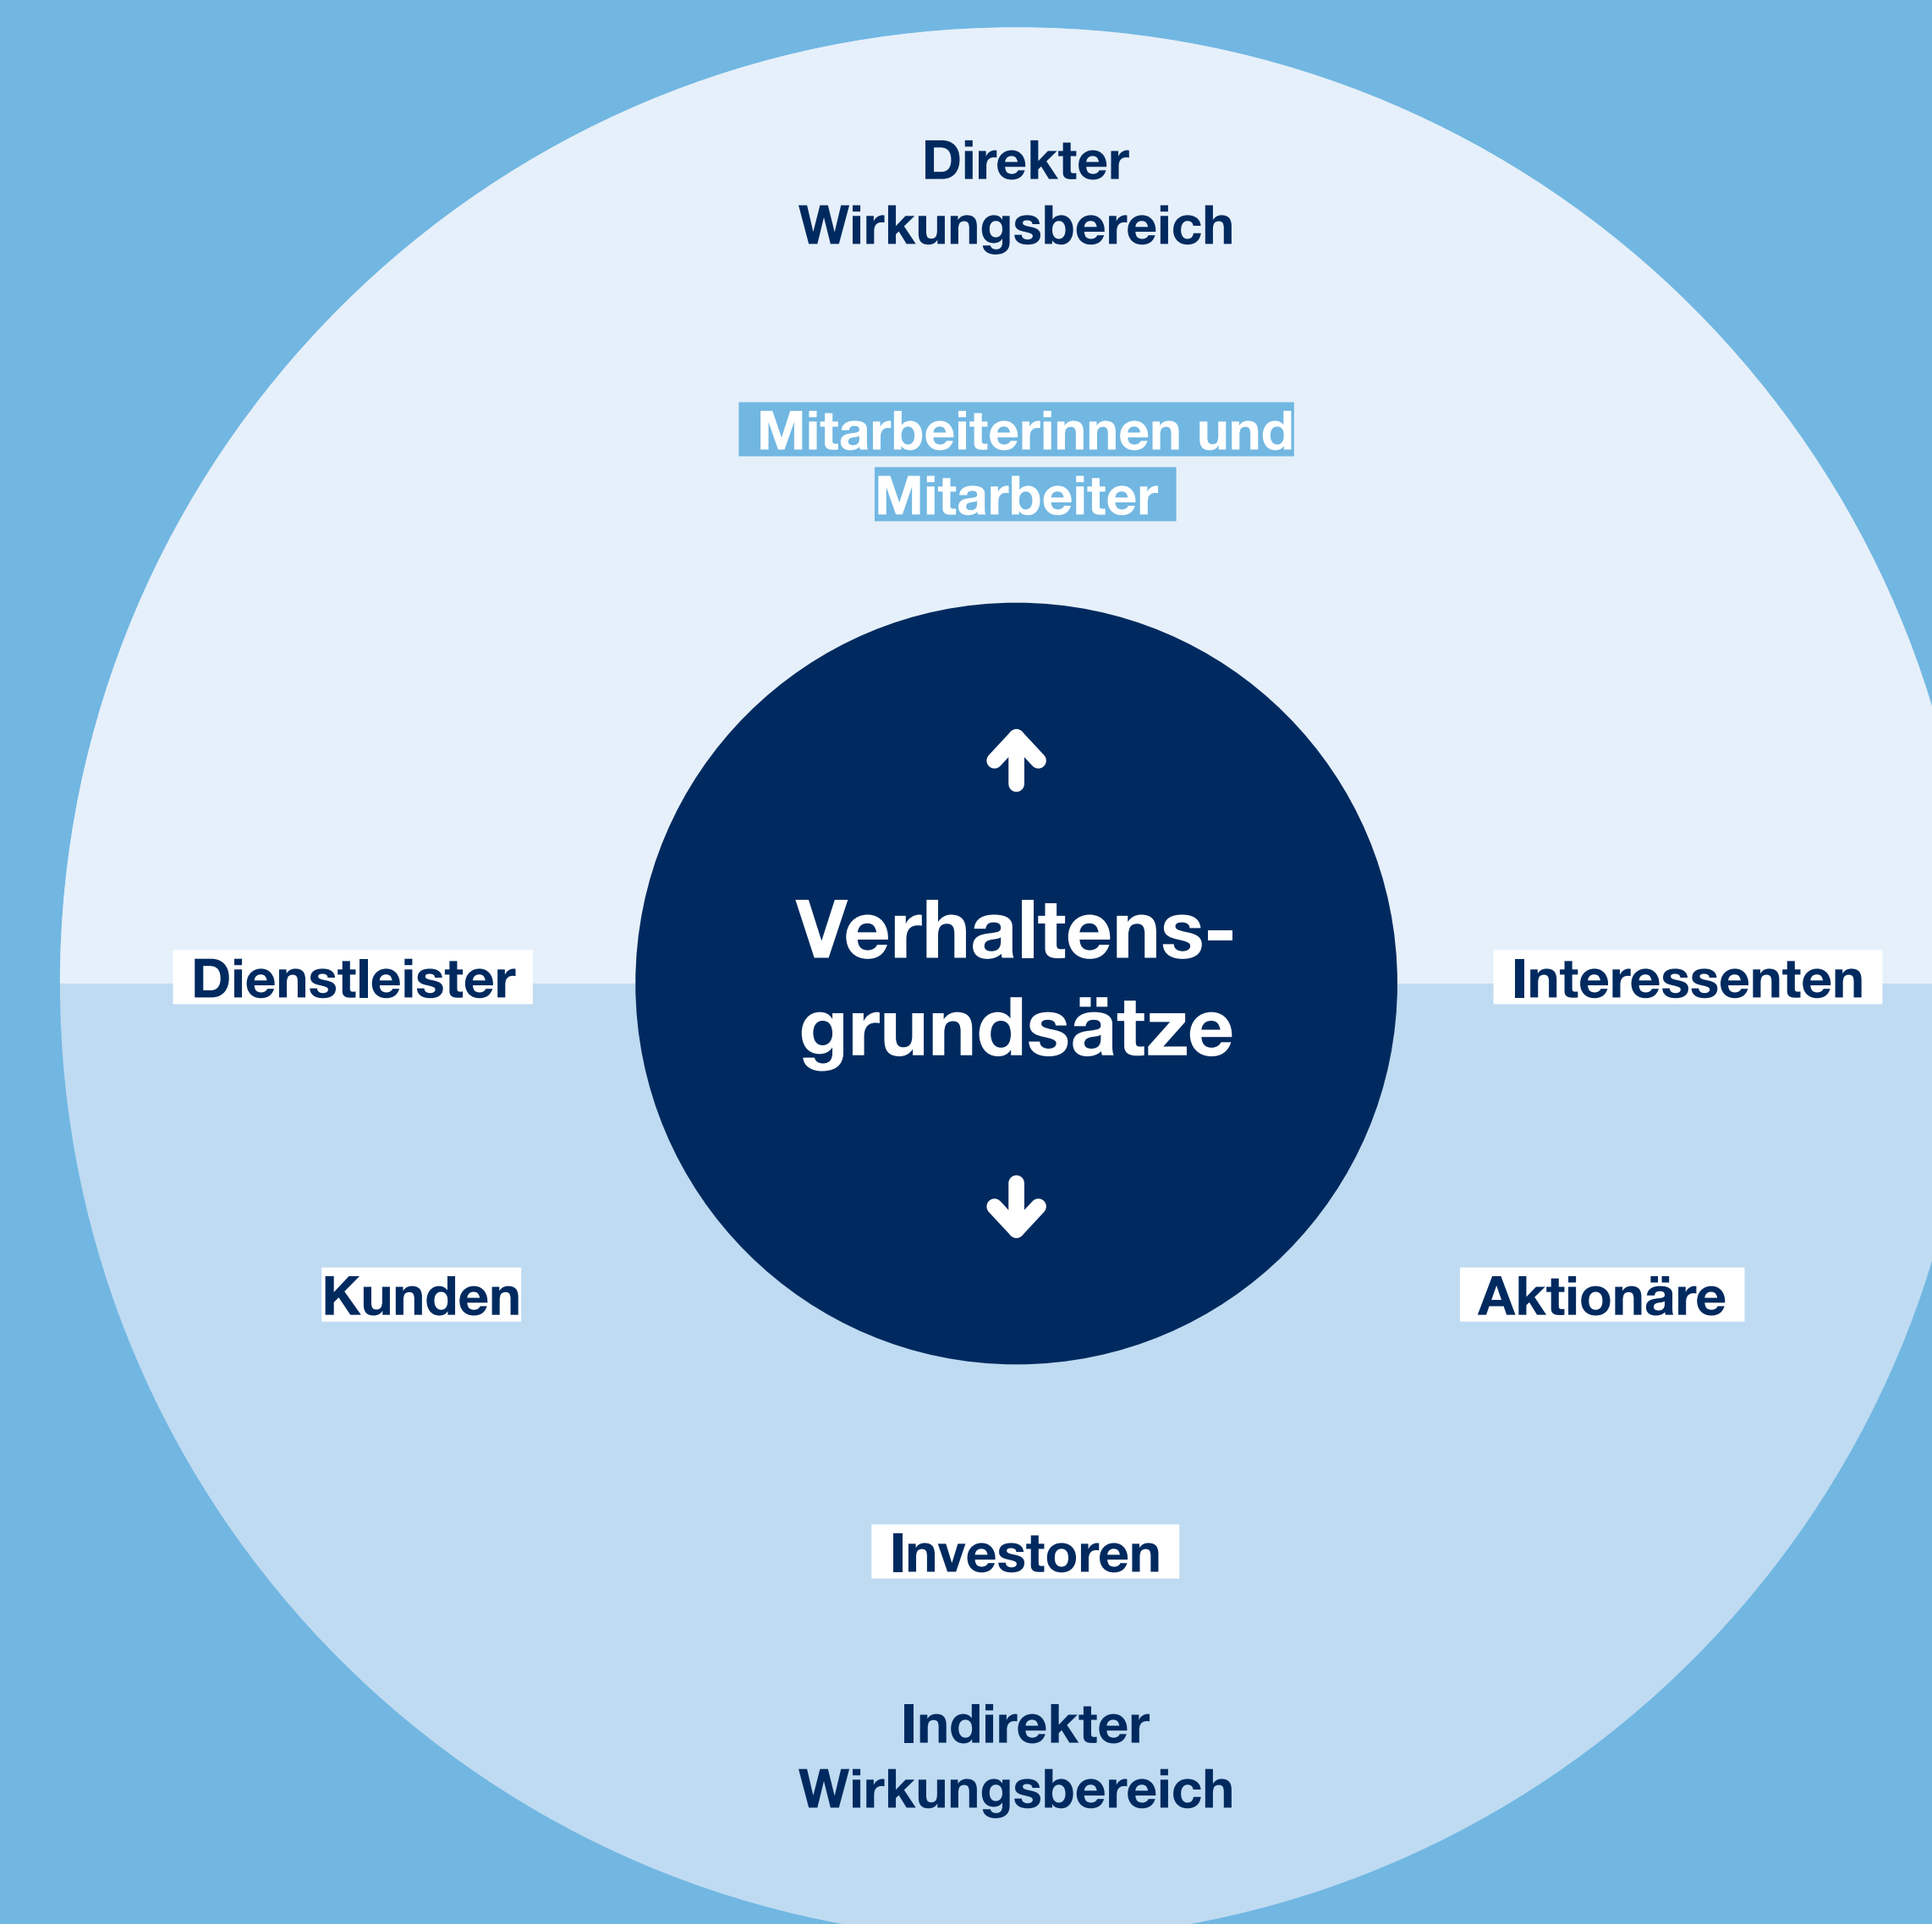 Direkter
Wirkungsbereich
Mitarbeiterinnen und
Mitarbeiter
Verhaltens-
grundsätze
Dienstleister
Interessenten
Kunden
Aktionäre
Investoren
Indirekter
Wirkungsbereich